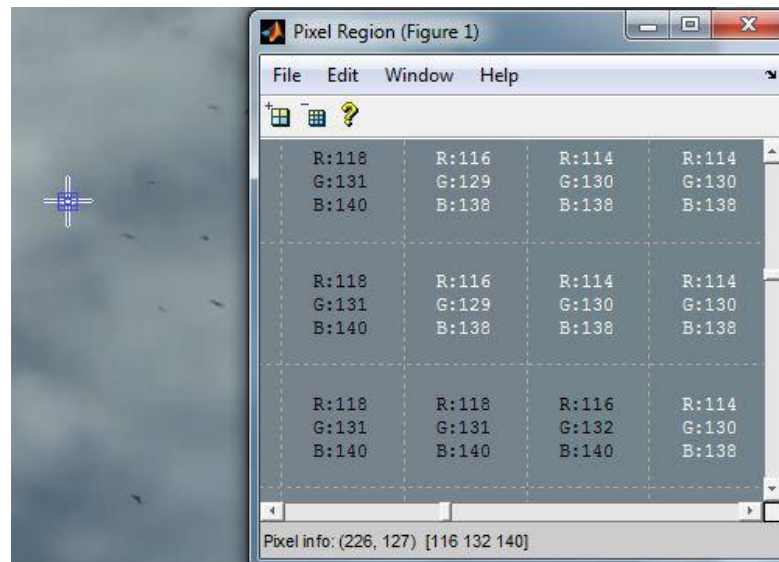 Pixel Region (Figure 1)
File Edit Window Help
R:118 R:116 R:114 R:114
G:131 G:129 G:130 G:130
B:140 B:138 B:138 B:138
R:118 R:116 R:114 R:114
G:131 G:129 G:130 G:130
B:140 B:138 B:138 B:138
R:118 R:118 R:116 R:114
G:131 G:131 G:132 G:130
B:140 B:140 B:140 B:138
Pixel info: (226, 127) [116 132 140]